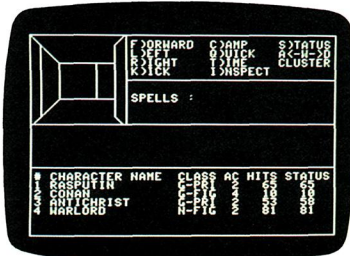 F)ORWARD C)AMP S)TATUS
L)EFT Q)UICK A<-W->D
R)IGHT T)IME CLUSTER
K)ICK I)NSPECT
SPELLS :
# CHARACTER NAME CLASS AC HITS STATUS
1 RASPUTIN G-PRI 2 65 65
2 CONAN G-FIG 4 10 10
3 ANTICHRIST G-PRI 2 63 58
4 WARLORD N-FIG 2 81 81